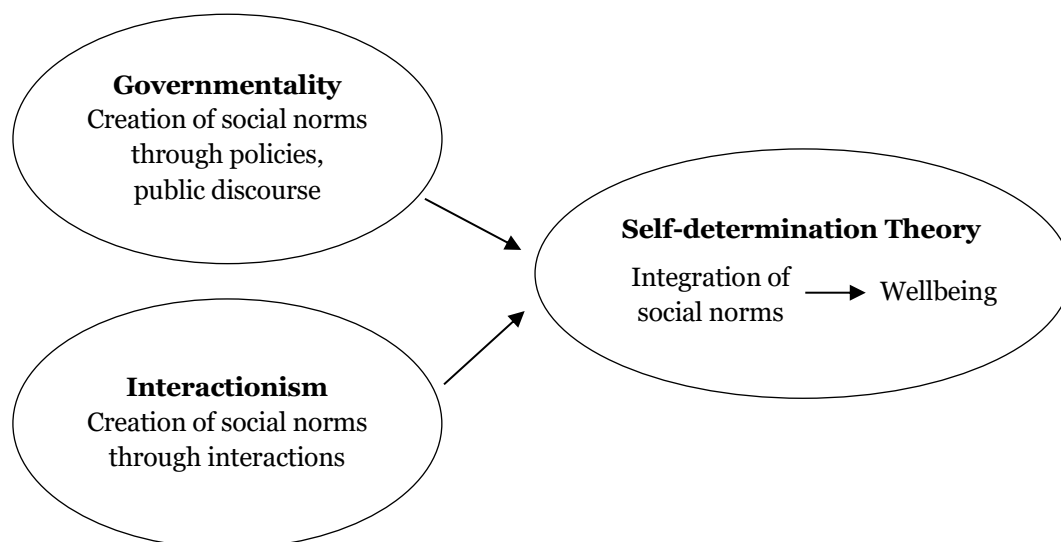 Governmentality
Creation of social norms
through policies,
public discourse
Self-determination Theory
Integration of
social norms
Wellbeing
Interactionism
Creation of social norms
through interactions